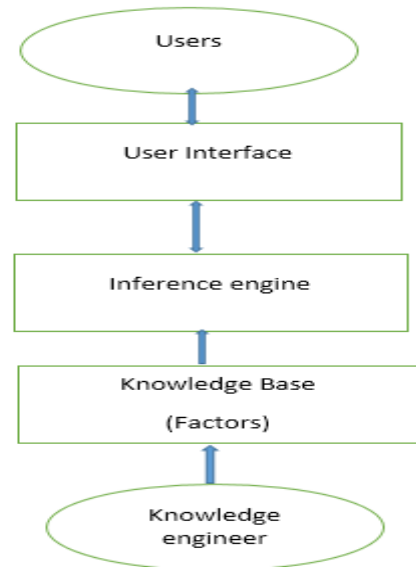 Users
User Interface
Inference engine
Knowledge Base
(Factors)
Knowledge
engineer